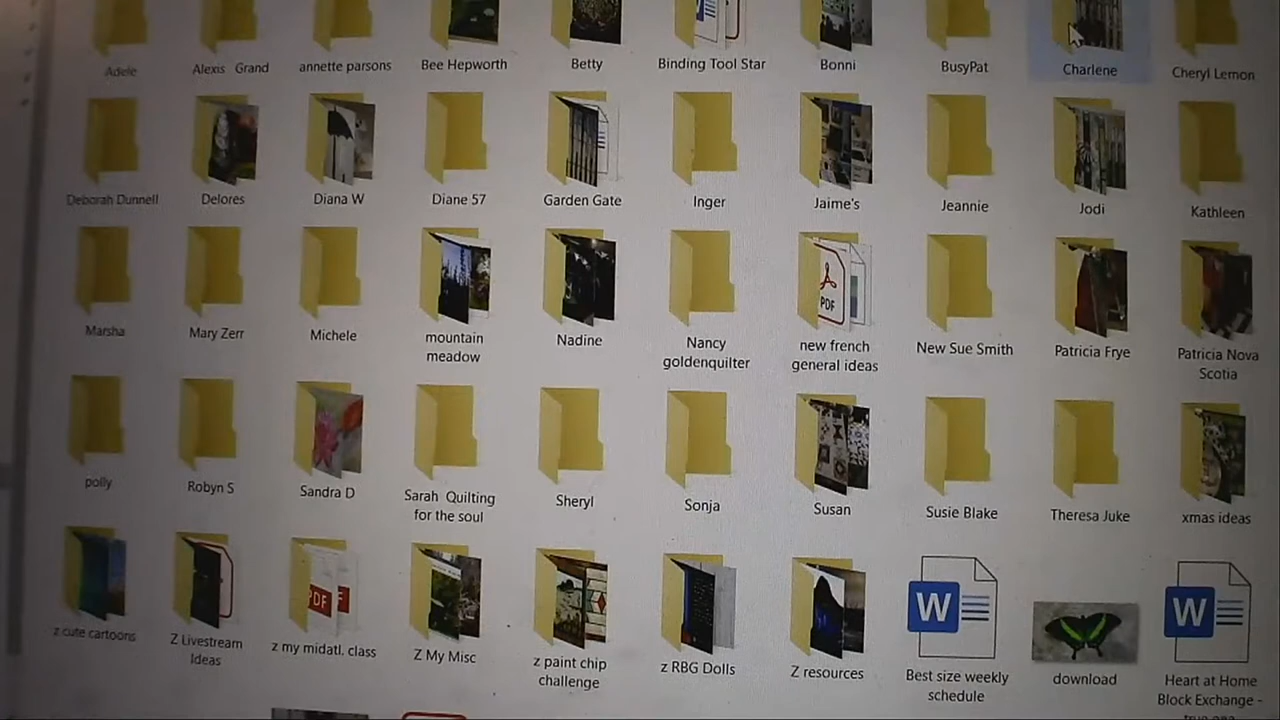 Adele
Alexis Grand
annette parsons
Bee Hepworth
Betty
Binding Tool Star
Bonni
BusyPat
Charlene
Cheryl Lemon
Deborah Dunnell
Delores
Diana W
Diane 57
Garden Gate
Inger
Jaime's
Jeannie
Jodi
Kathleen
Marsha
Mary Zerr
Michele
mountain
meadow
Nadine
Nancy
goldenquilter
PDF
new french
general ideas
New Sue Smith
Patricia Frye
Patricia Nova
Scotia
polly
Robyn S
Sandra D
Sarah Quilting
for the soul
Sheryl
Sonja
Susan
Susie Blake
Theresa Juke
xmas ideas
z cute cartoons
Z Livestream
Ideas
PDF
z my midatl. class
Z My Misc
z paint chip
challenge
z RBG Dolls
Z resources
W
Best size weekly
schedule
download
W
Heart at Home
Block Exchange -